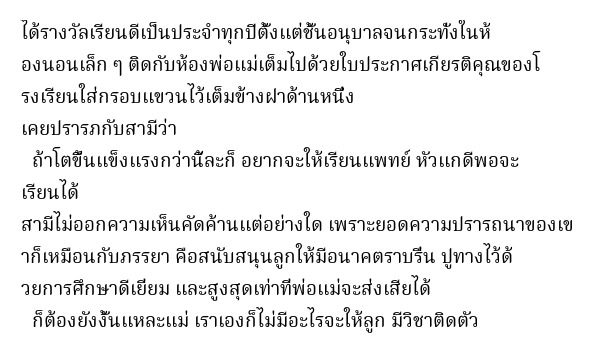 ได้รางวัลเรียนดีเป็นประจำทุกปีตั้งแต่ชั้นอนุบาลจนกระทั่งในห้
องนอนเล็ก ๆ ติดกับห้องพ่อแม่เต็มไปด้วยใบประกาศเกียรติคุณของโ
รงเรียนใส่กรอบแขวนไว้เต็มข้างฝาด้านหนึ่ง
เคยปรารภกับสามีว่า
ถ้าโตขึ้นแข็งแรงกว่านี้ละก็ อยากจะให้เรียนแพทย์ หัวแกดีพอจะ
เรียนได้
สามีไม่ออกความเห็นคัดค้านแต่อย่างใด เพราะยอดความปรารถนาของเข
าก็เหมือนกับภรรยา คือสนับสนุนลูกให้มีอนาคตราบรื่น ปูทางไว้ด้
วยการศึกษาดีเยี่ยม และสูงสุดเท่าที่พ่อแม่จะส่งเสียได้
ก็ต้องยังงั้นแหละแม่ เราเองก็ไม่มีอะไรจะให้ลูก มีวิชาติดตัว